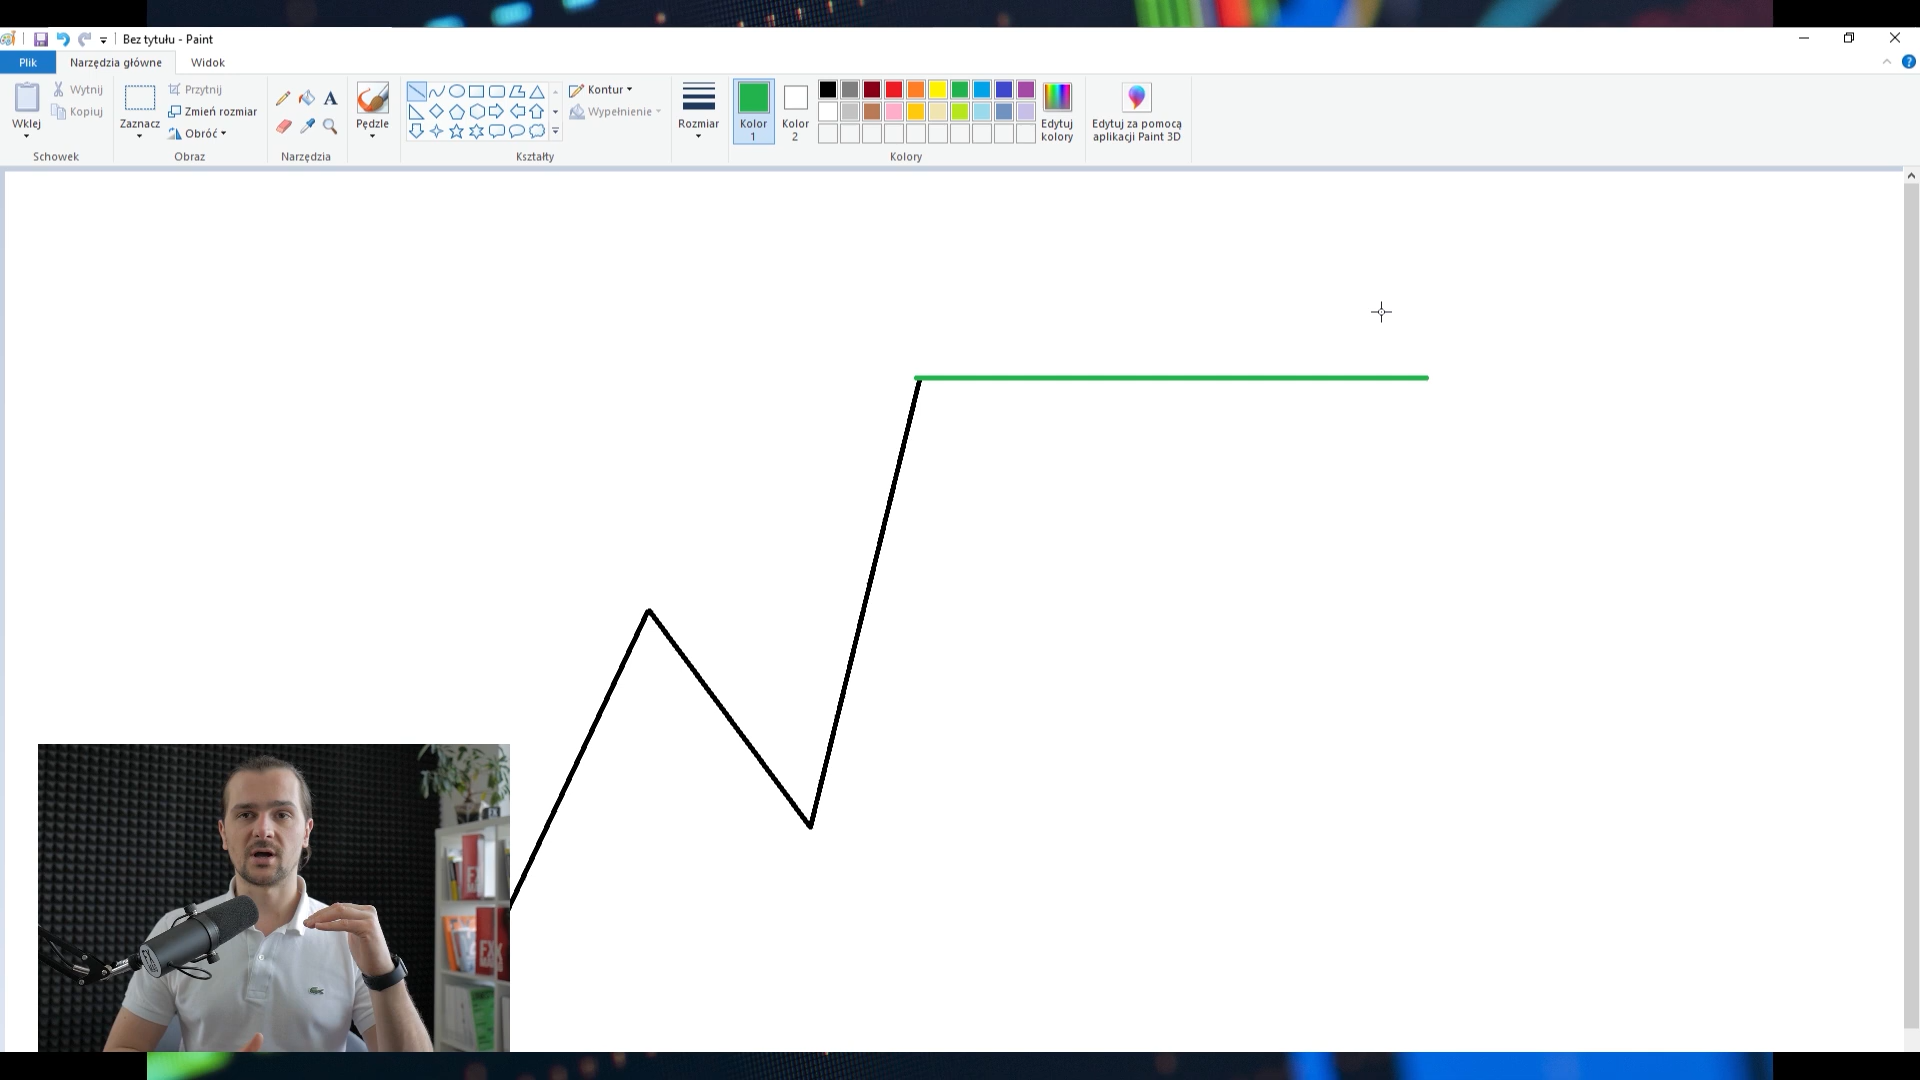 Bez tytułu - Paint
Plik
Narzędzia główne
Widok
Wklej
Wytnij
Kopiuj
Schowek
Zaznacz
Przytnij
Zmień rozmiar
Obróć
Obraz
Narzędzia
Pędzle
Kontur
Wypełnienie
Kształty
Rozmiar
Kolor
1
Kolor
2
Kolory
Edytuj
kolory
Edytuj za pomocą
aplikacji Paint 3D